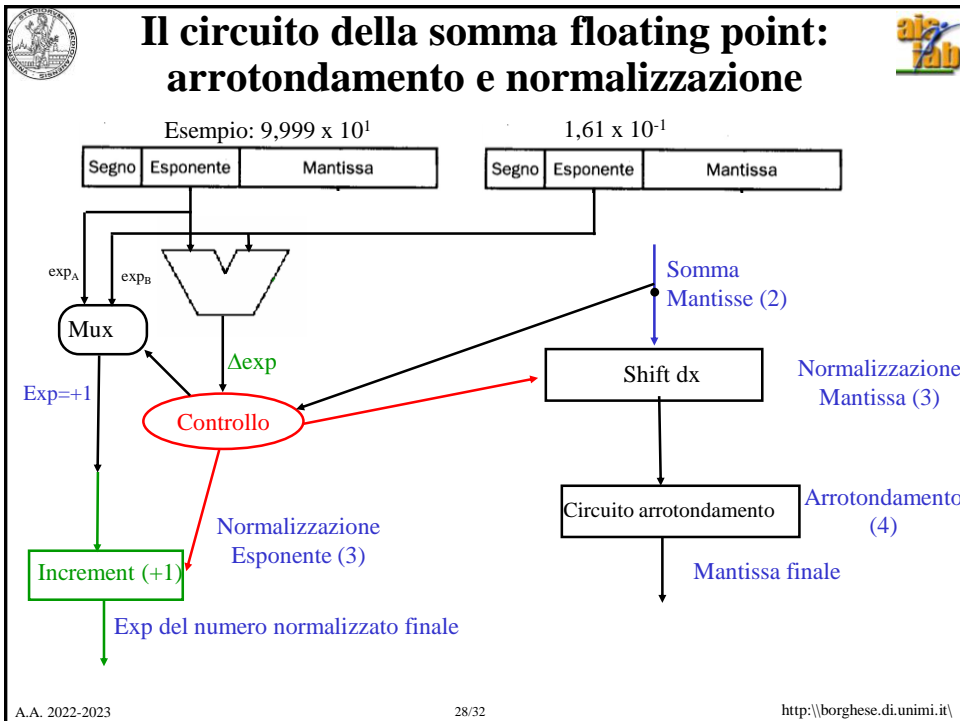 Il circuito della somma floating point:
arrotondamento e normalizzazione
Esempio: 9,999 x 10¹
1,61 x 10⁻¹
Segno Esponente Mantissa
Segno Esponente Mantissa
exp_A
exp_B
Somma
Mantisse (2)
Mux
Δexp
Shift dx
Normalizzazione
Mantissa (3)
Exp=+1
Controllo
Circuito arrotondamento
Arrotondamento
(4)
Normalizzazione
Esponente (3)
Increment (+1)
Mantissa finale
Exp del numero normalizzato finale
A.A. 2022-2023
28/32
http:\\borghese.di.unimi.it\